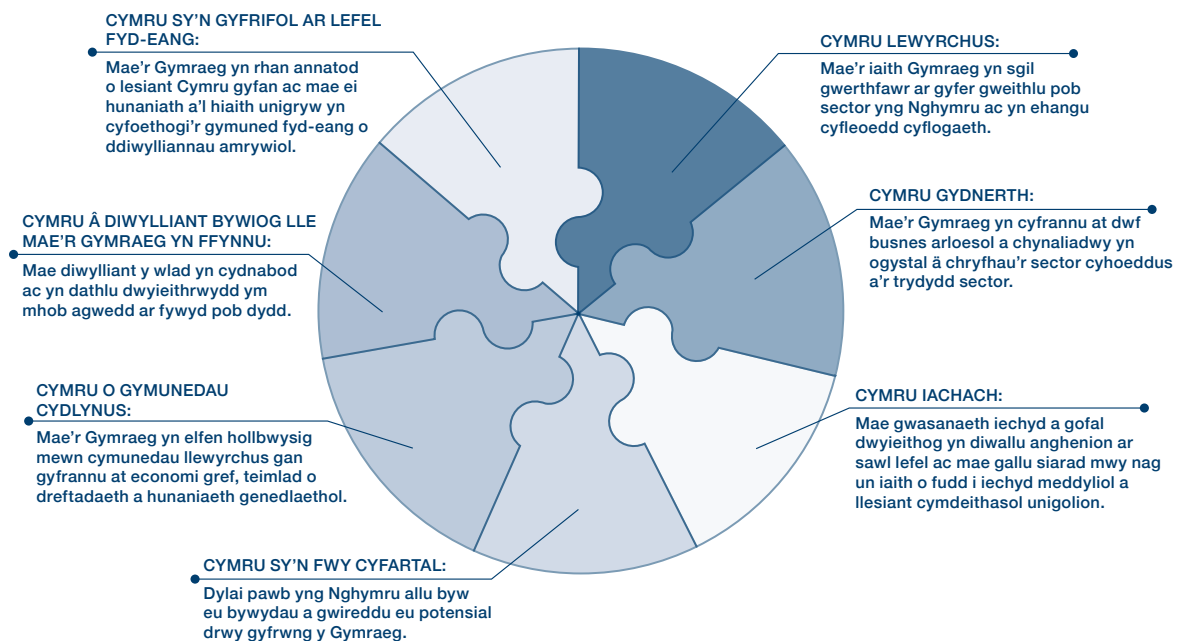 CYMRU SY'N GYFRIFOL AR LEFEL
FYD-EANG:
Mae'r Gymraeg yn rhan annatod
o lesiant Cymru gyfan ac mae ei
hunaniath a'l hiaith unigryw yn
cyfoethogi'r gymuned fyd-eang o
ddiwylliannau amrywiol.
CYMRU LEWYRCHUS:
Mae'r iaith Gymraeg yn sgil
gwerthfawr ar gyfer gweithlu pob
sector yng Nghymru ac yn ehangu
cyfleoedd cyflogaeth.
CYMRU GYDNERTH:
Mae'r Gymraeg yn cyfrannu at dwf
busnes arloesol a chynaliadwy yn
ogystal â chryfhau'r sector cyhoeddus
a'r trydydd sector.
CYMRU Â DIWYLLIANT BYWIOG LLE
MAE'R GYMRAEG YN FFYNNU:
Mae diwylliant y wlad yn cydnabod
ac yn dathlu dwyieithrwydd ym
mhob agwedd ar fywyd pob dydd.
CYMRU IACHACH:
Mae gwasanaeth iechyd a gofal
dwyieithog yn diwallu anghenion ar
sawl lefel ac mae gallu siarad mwy nag
un iaith o fudd i iechyd meddyliol a
llesiant cymdeithasol unigolion.
CYMRU O GYMUNEDAU
CYDLYNUS:
Mae'r Gymraeg yn elfen hollbwysig
mewn cymunedau llewyrchus gan
gyfrannu at economi gref, teimlad o
dreftadaeth a hunaniaeth genedlaethol.
CYMRU SY'N FWY CYFARTAL:
Dylai pawb yng Nghymru allu byw
eu bywydau a gwireddu eu potensial
drwy gyfrwng y Gymraeg.